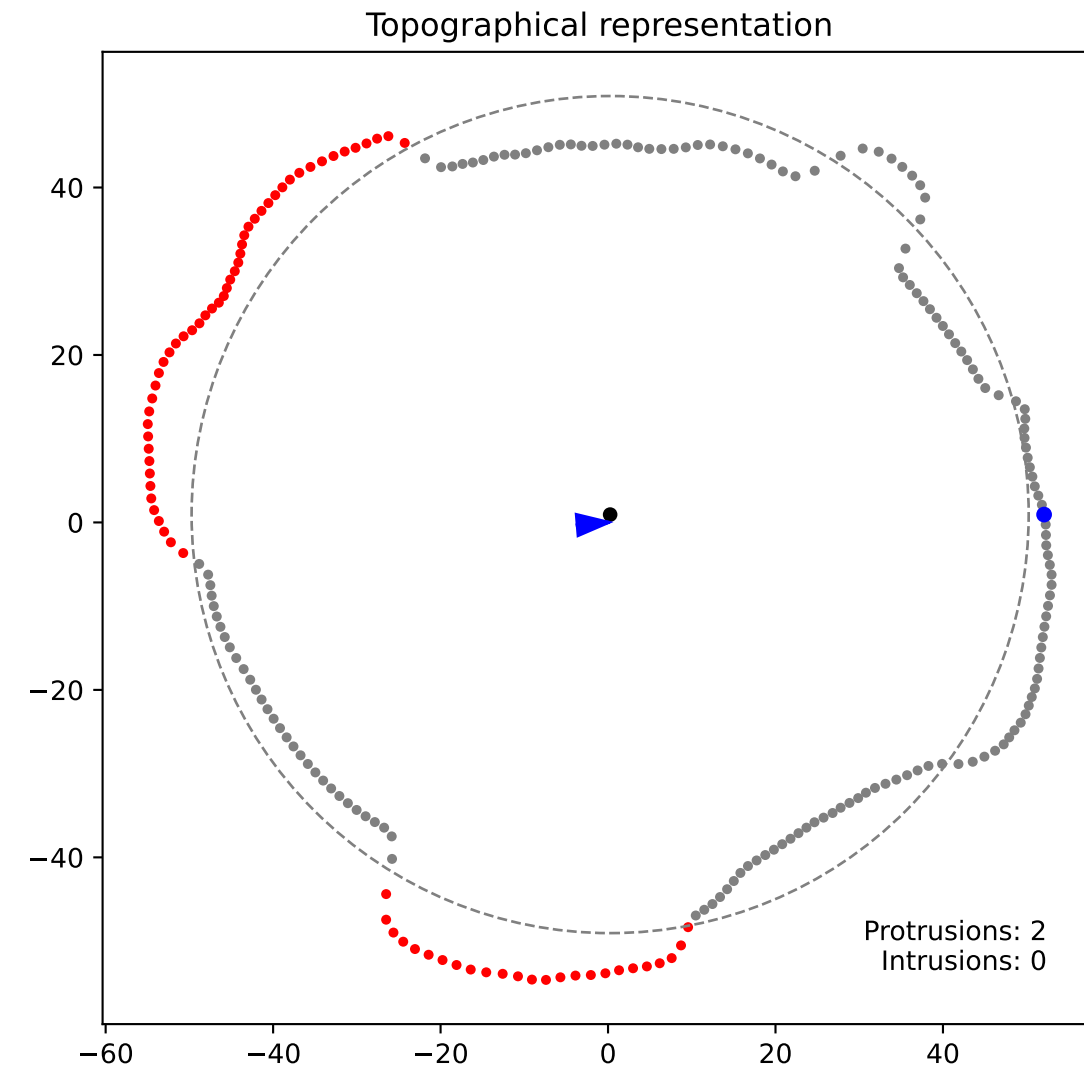 Topographical representation
40
20
0
−20
−40
Protrusions: 2
Intrusions: 0
−60 −40 −20 0 20 40